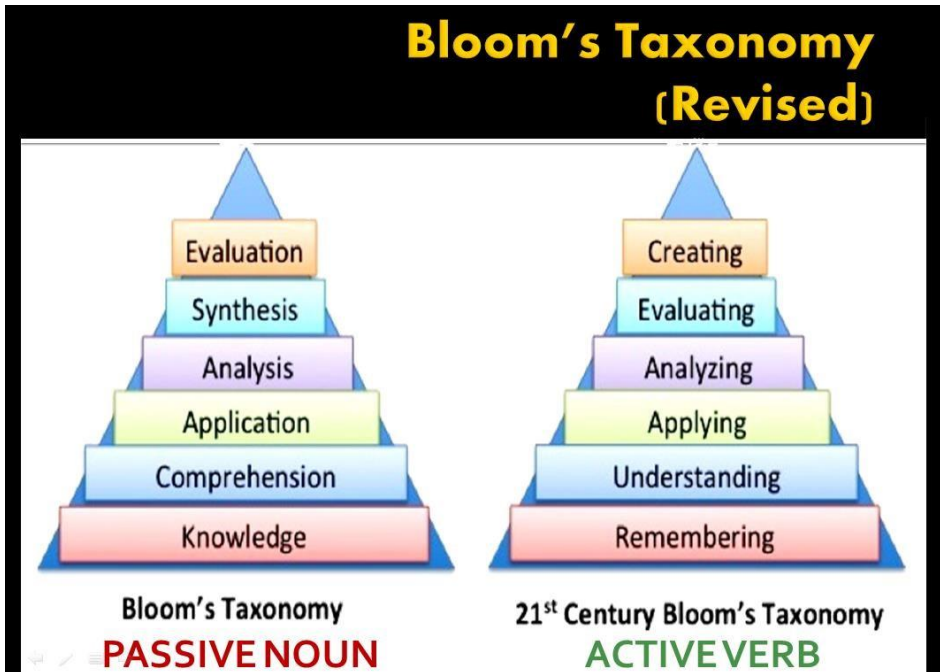 Bloom's Taxonomy
(Revised)
Evaluation
Synthesis
Analysis
Application
Comprehension
Knowledge
Bloom's Taxonomy
PASSIVE NOUN
Creating
Evaluating
Analyzing
Applying
Understanding
Remembering
21st Century Bloom's Taxonomy
ACTIVE VERB